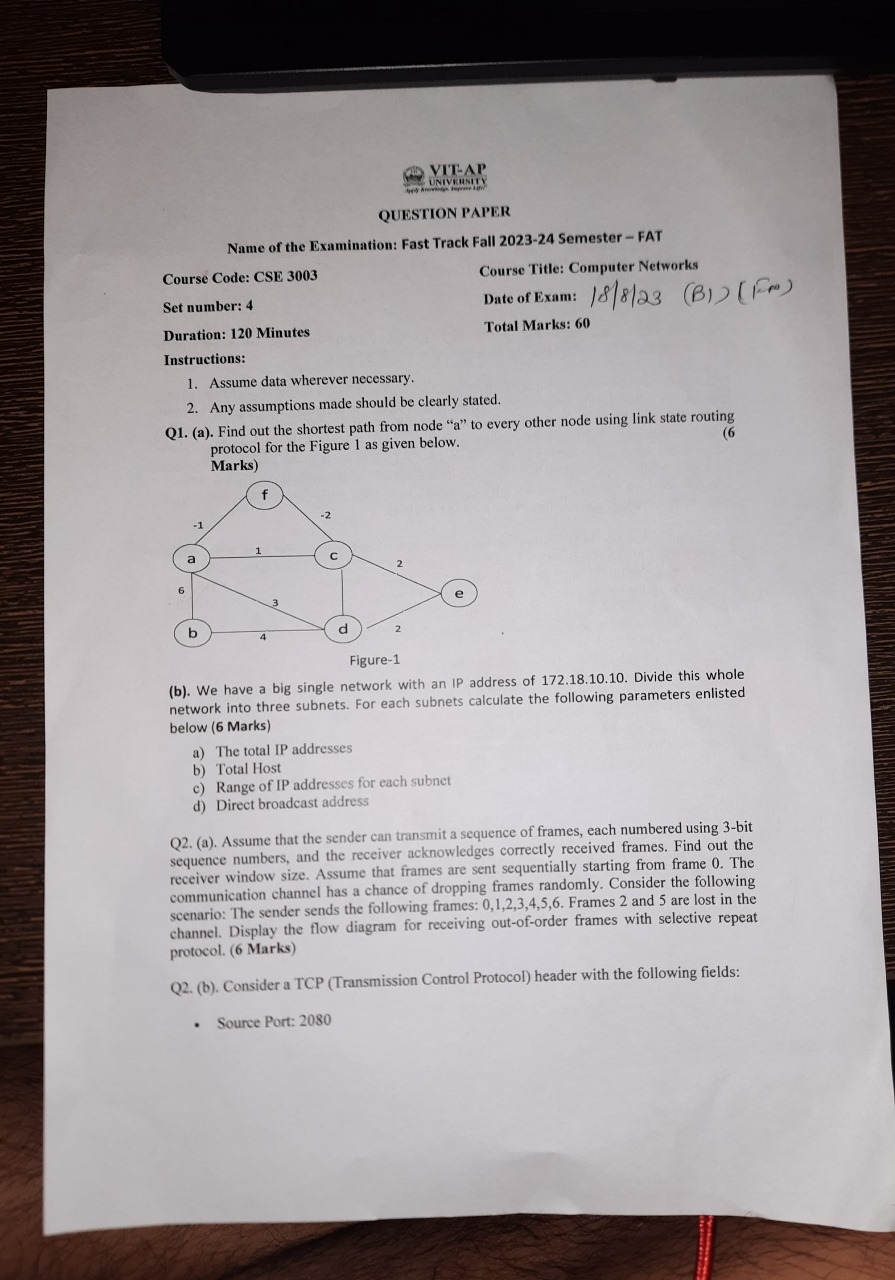 VIT-AP
UNIVERSITY
Apply Knowledge. Improve Life!
QUESTION PAPER
Name of the Examination: Fast Track Fall 2023-24 Semester – FAT
Course Code: CSE 3003
Course Title: Computer Networks
Set number: 4
Date of Exam: 18/8/23 (B1)
Duration: 120 Minutes
Total Marks: 60
Instructions:
1. Assume data wherever necessary.
2. Any assumptions made should be clearly stated.
Q1. (a). Find out the shortest path from node “a” to every other node using link state routing
protocol for the Figure 1 as given below. (6
Marks)
f
-1
-2
a
1
c
2
6
3
e
b
4
d
2
Figure-1
(b). We have a big single network with an IP address of 172.18.10.10. Divide this whole
network into three subnets. For each subnets calculate the following parameters enlisted
below (6 Marks)
a) The total IP addresses
b) Total Host
c) Range of IP addresses for each subnet
d) Direct broadcast address
Q2. (a). Assume that the sender can transmit a sequence of frames, each numbered using 3-bit
sequence numbers, and the receiver acknowledges correctly received frames. Find out the
receiver window size. Assume that frames are sent sequentially starting from frame 0. The
communication channel has a chance of dropping frames randomly. Consider the following
scenario: The sender sends the following frames: 0,1,2,3,4,5,6. Frames 2 and 5 are lost in the
channel. Display the flow diagram for receiving out-of-order frames with selective repeat
protocol. (6 Marks)
Q2. (b). Consider a TCP (Transmission Control Protocol) header with the following fields:
• Source Port: 2080